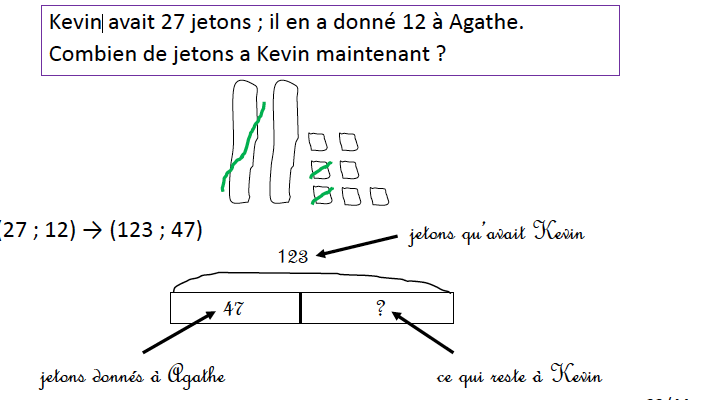 Kevin avait 27 jetons ; il en a donné 12 à Agathe.
Combien de jetons a Kevin maintenant ?
(27 ; 12) → (123 ; 47)
jetons qu'avait Kevin
123
47 ?
jetons donnés à Agathe
ce qui reste à Kevin